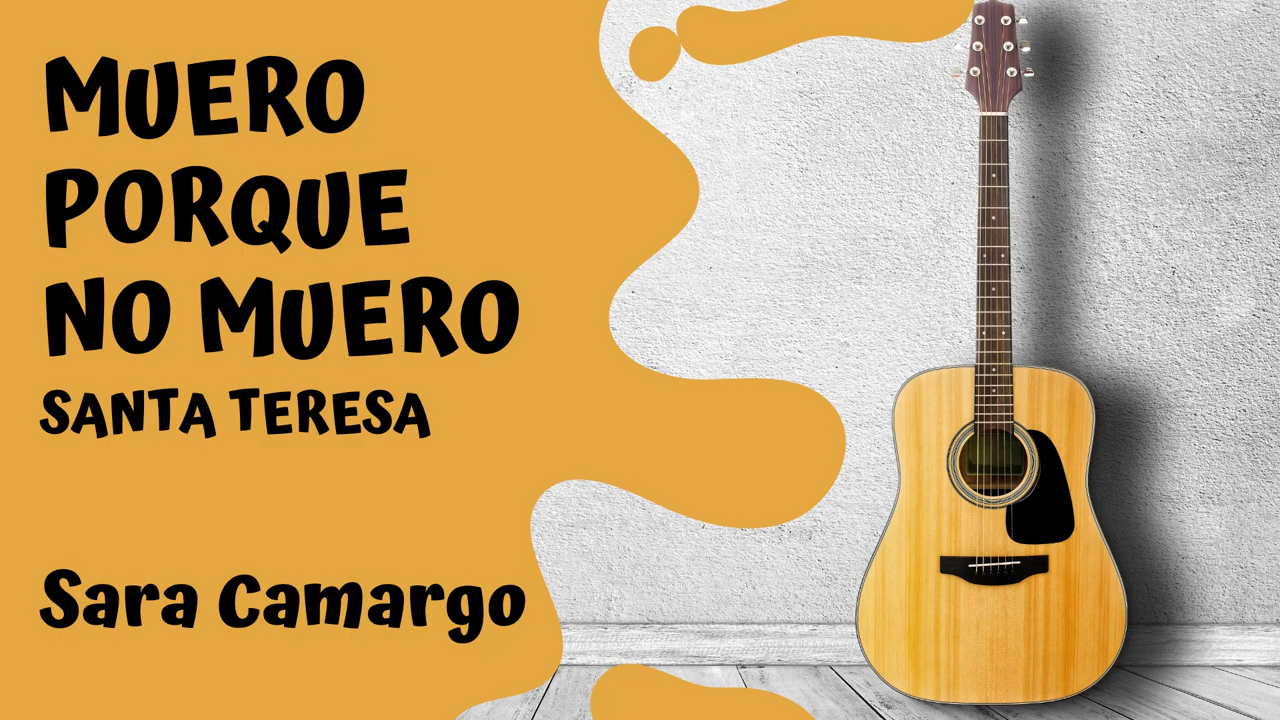 MUERO
PORQUE
NO MUERO
SANTA TERESA
Sara Camargo